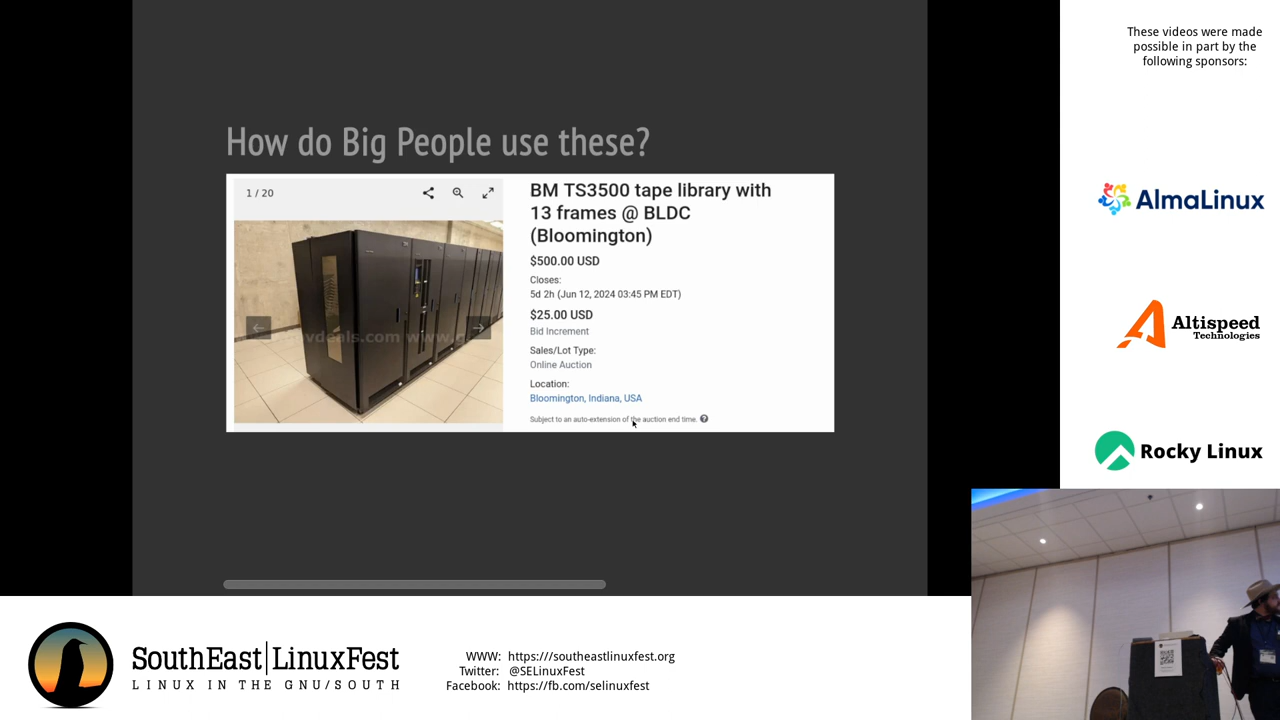 How do Big People use these?
1 / 20
BM TS3500 tape library with
13 frames @ BLDC
(Bloomington)
$500.00 USD
Closes:
5d 2h (Jun 12, 2024 03:45 PM EDT)
$25.00 USD
Bid Increment
Sales/Lot Type:
Online Auction
Location:
Bloomington, Indiana, USA
Subject to an auto-extension of the auction end time.
These videos were made
possible in part by the
following sponsors:
AlmaLinux
Altispeed
Technologies
Rocky Linux
SouthEast LinuxFest
LINUX IN THE GNU/SOUTH
WWW: https:///southeastlinuxfest.org
Twitter: @SELinuxFest
Facebook: https://fb.com/selinuxfest